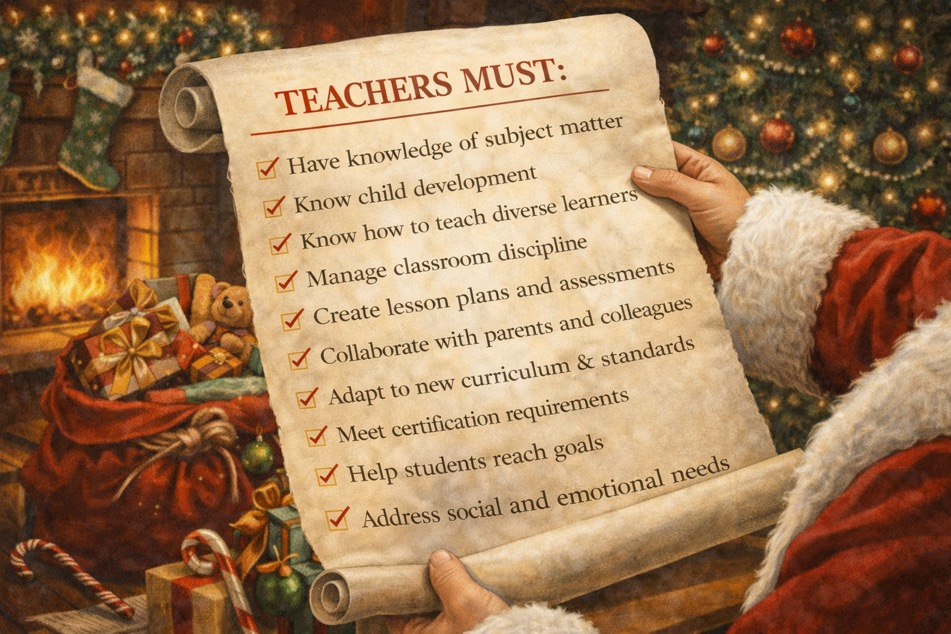 TEACHERS MUST:
Have knowledge of subject matter
Know child development
Know how to teach diverse learners
Manage classroom discipline
Create lesson plans and assessments
Collaborate with parents and colleagues
Adapt to new curriculum & standards
Meet certification requirements
Help students reach goals
Address social and emotional needs